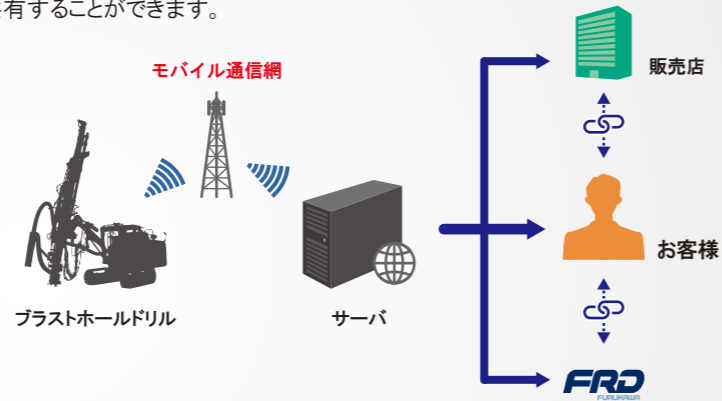 有することができます。
モバイル通信網
販売店
お客様
ブラストホールドリル
サーバ
FRD
FURUKAWA